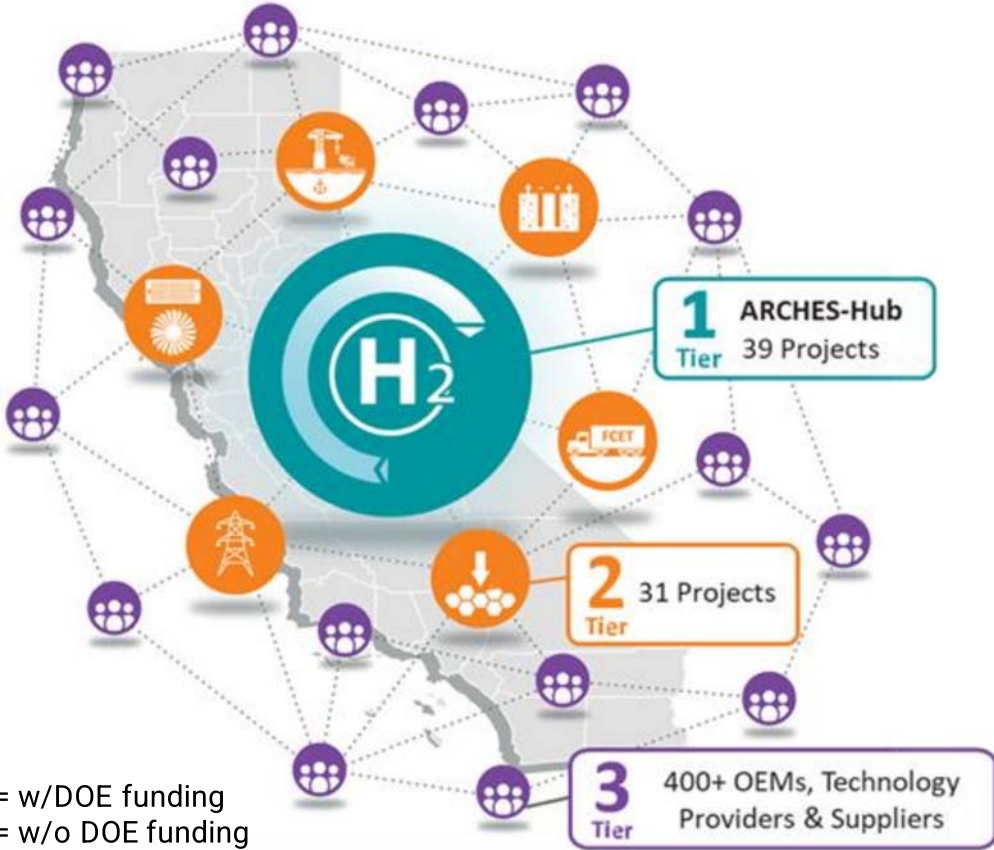 H2
1
Tier
ARCHES-Hub
39 Projects
FCET
2
Tier
31 Projects
= w/DOE funding
= w/o DOE funding
3
Tier
400+ OEMs, Technology
Providers & Suppliers